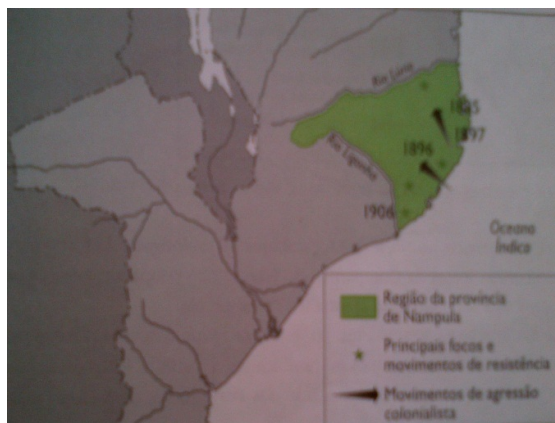 Rio Lúrio
1897
1896
Rio Ligonha
1906
Oceano
Índico
Região da província
de Nampula
Principais focos e
movimentos de resistência
Movimentos de agressão
colonialista